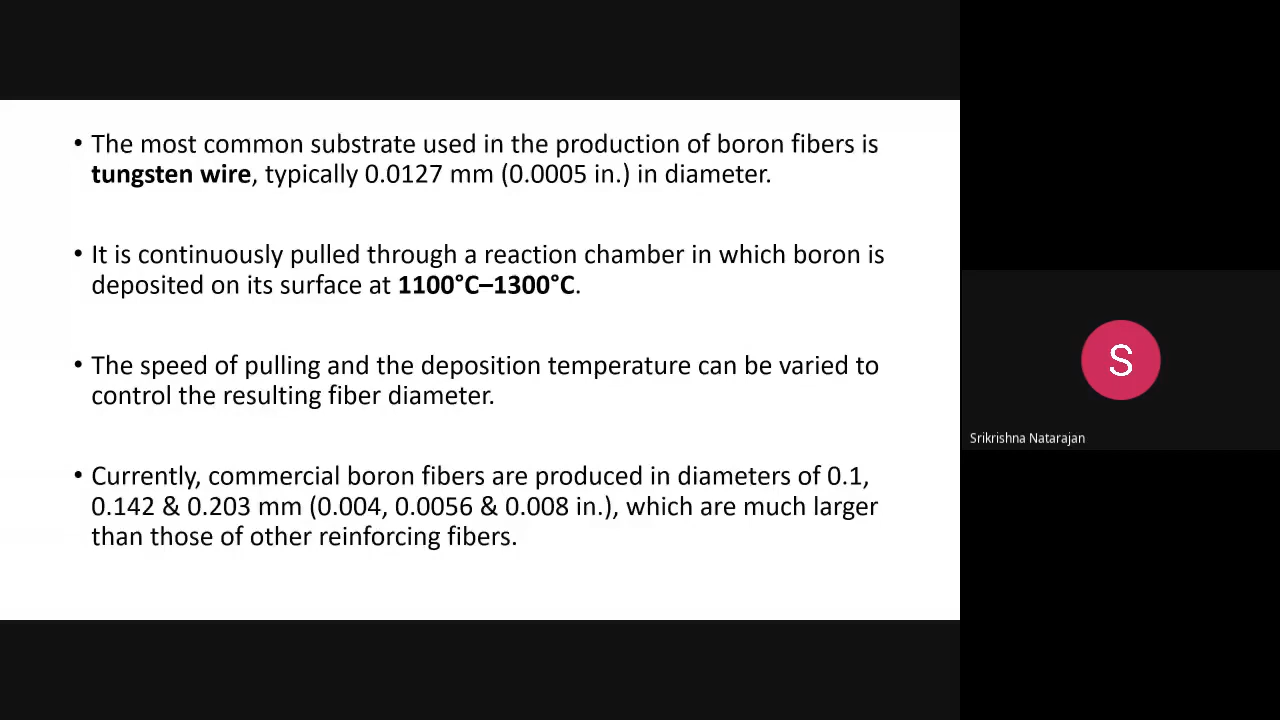 • The most common substrate used in the production of boron fibers is
tungsten wire, typically 0.0127 mm (0.0005 in.) in diameter.
• It is continuously pulled through a reaction chamber in which boron is
deposited on its surface at 1100°C–1300°C.
• The speed of pulling and the deposition temperature can be varied to
control the resulting fiber diameter.
• Currently, commercial boron fibers are produced in diameters of 0.1,
0.142 & 0.203 mm (0.004, 0.0056 & 0.008 in.), which are much larger
than those of other reinforcing fibers.
S
Srikrishna Natarajan